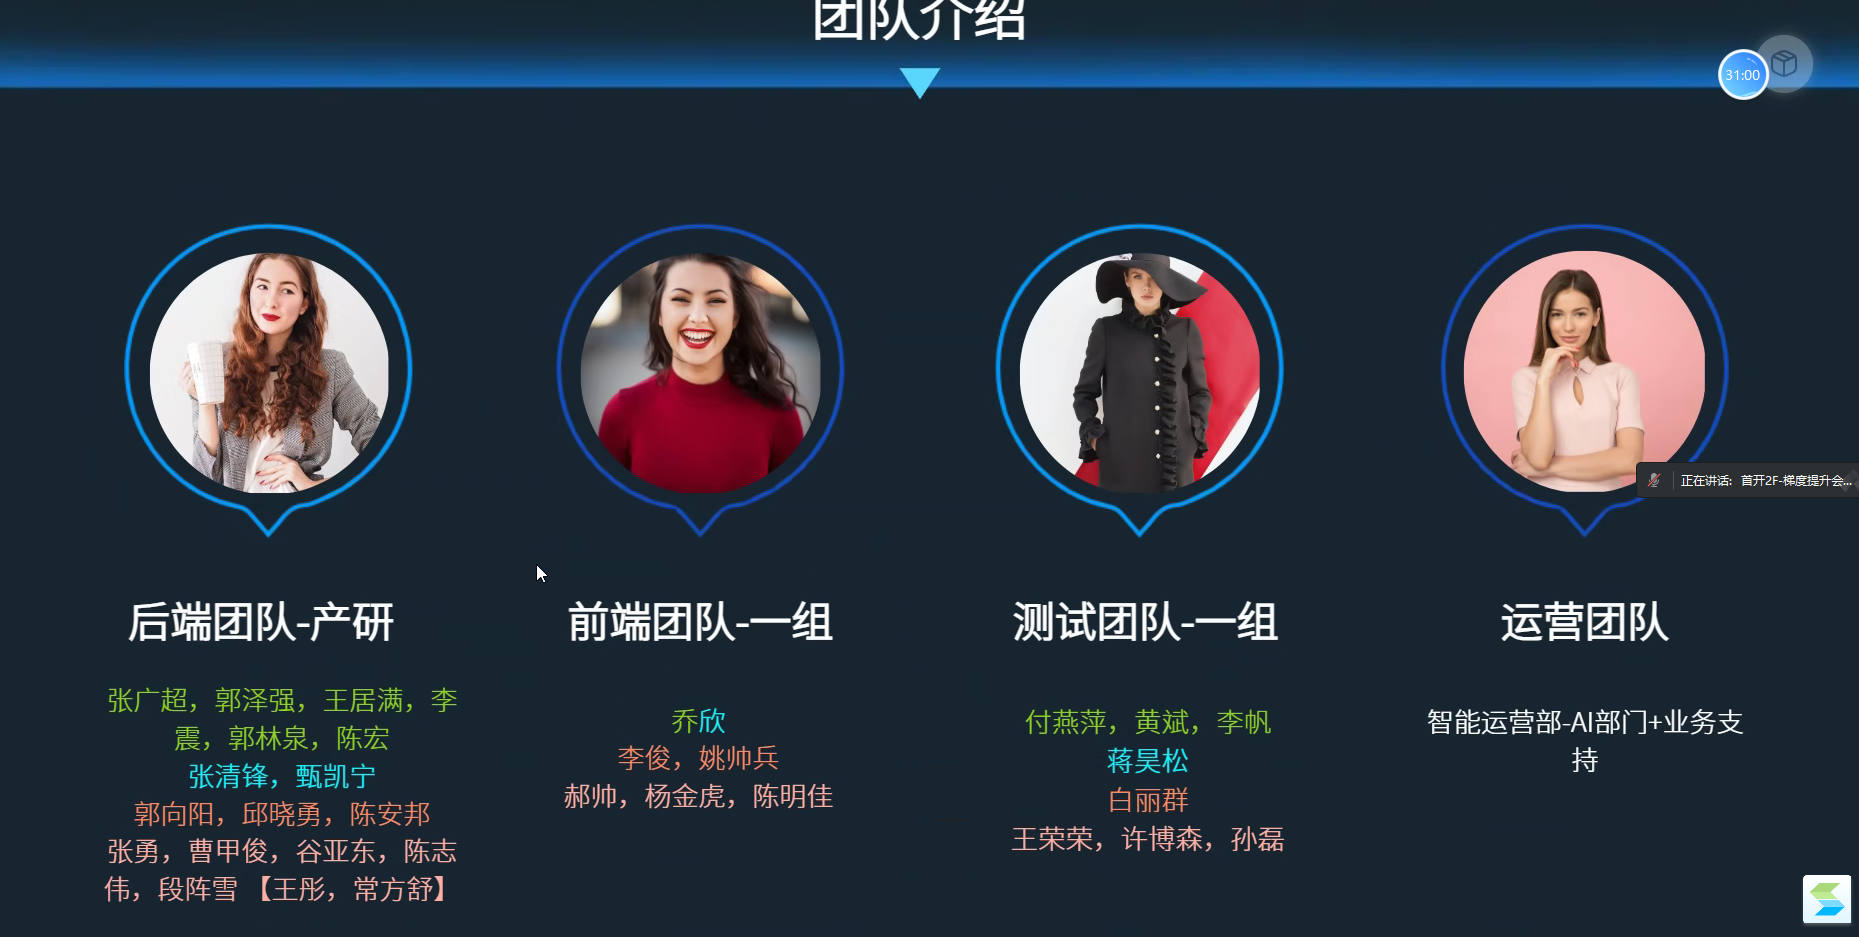 团队介绍
31:00
正在讲话: 首开2F-梯度提升会...
后端团队-产研
张广超，郭泽强，王居满，李
震，郭林泉，陈宏
张清锋，甄凯宁
郭向阳，邱晓勇，陈安邦
张勇，曹甲俊，谷亚东，陈志
伟，段阵雪 【王彤，常方舒】
前端团队-一组
乔欣
李俊，姚帅兵
郝帅，杨金虎，陈明佳
测试团队-一组
付燕萍，黄斌，李帆
蒋昊松
白丽群
王荣荣，许博森，孙磊
运营团队
智能运营部-AI部门+业务支
持